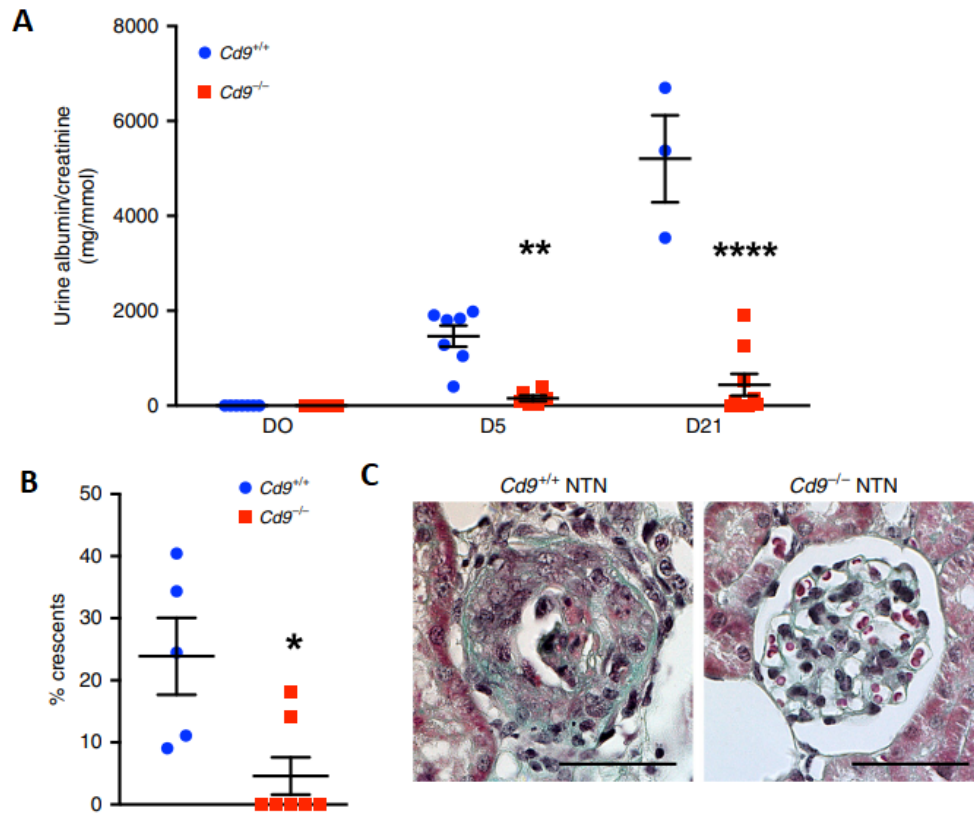 A
8000
6000
4000
2000
0
Urine albumin/creatinine
(mg/mmol)
Cd9+/+
Cd9−/−
**
****
DO
D5
D21
B
50
40
30
20
10
0
% crescents
Cd9+/+
Cd9−/−
*
C
Cd9+/+ NTN
Cd9−/− NTN